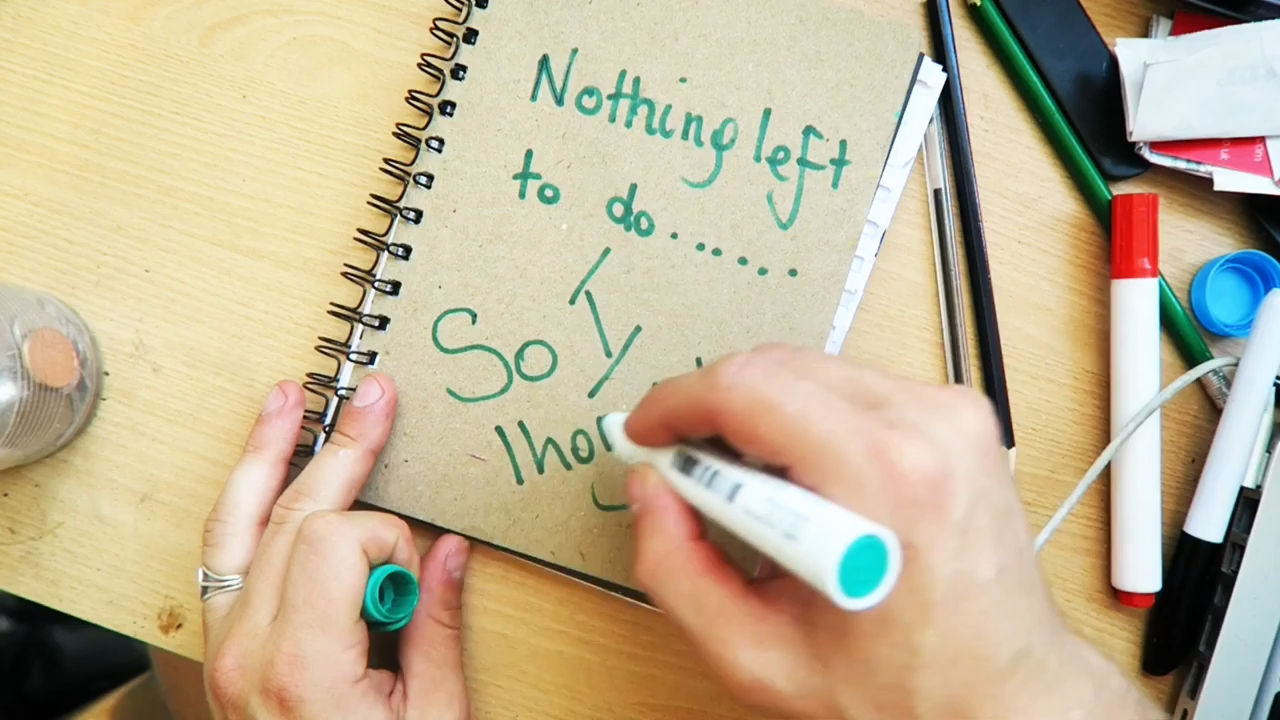 Nothing left
to do......
So I